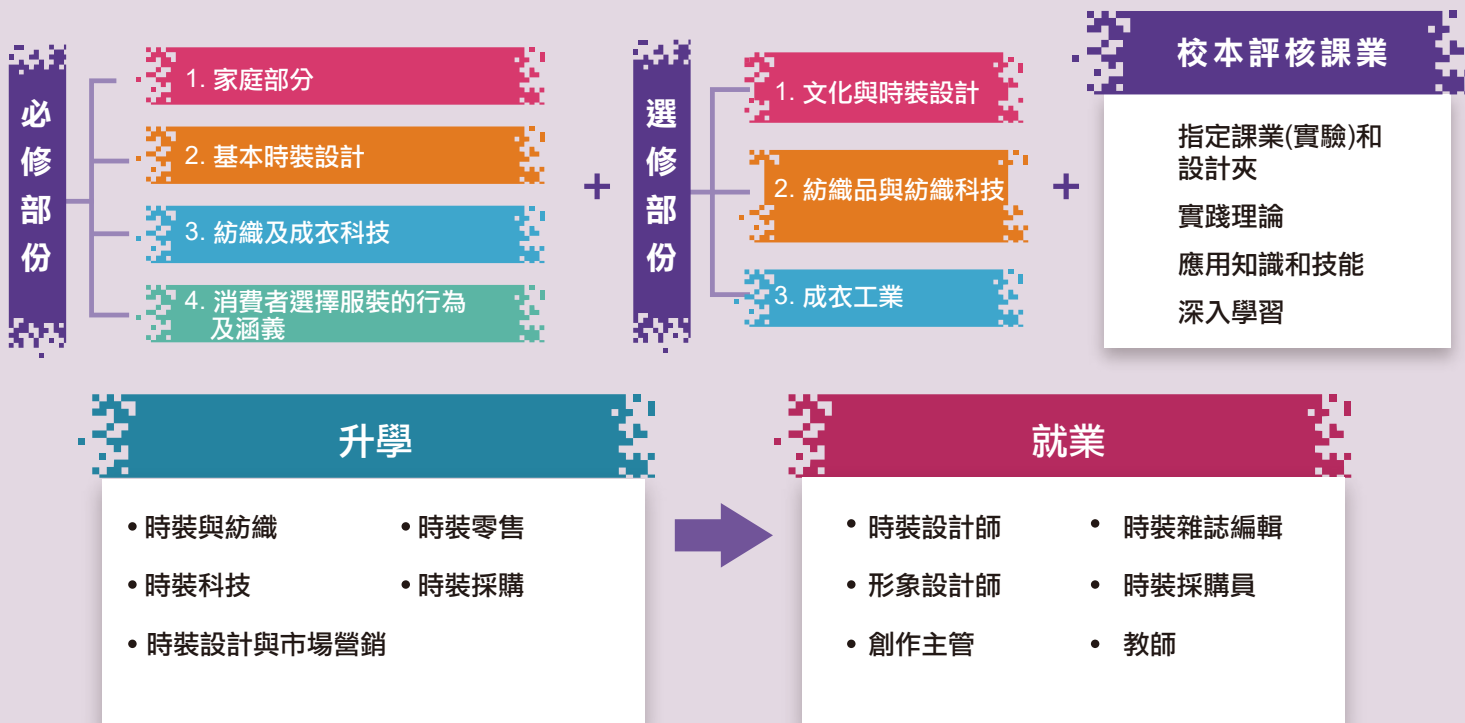 必修部份
1. 家庭部分
2. 基本時裝設計
3. 紡織及成衣科技
4. 消費者選擇服裝的行為
及涵義
+
選修部份
1. 文化與時裝設計
2. 紡織品與紡織科技
3. 成衣工業
+
校本評核課業
指定課業(實驗)和
設計夾
實踐理論
應用知識和技能
深入學習
升學
• 時裝與紡織
• 時裝零售
• 時裝科技
• 時裝採購
• 時裝設計與市場營銷
就業
• 時裝設計師
• 時裝雜誌編輯
• 形象設計師
• 時裝採購員
• 創作主管
• 教師